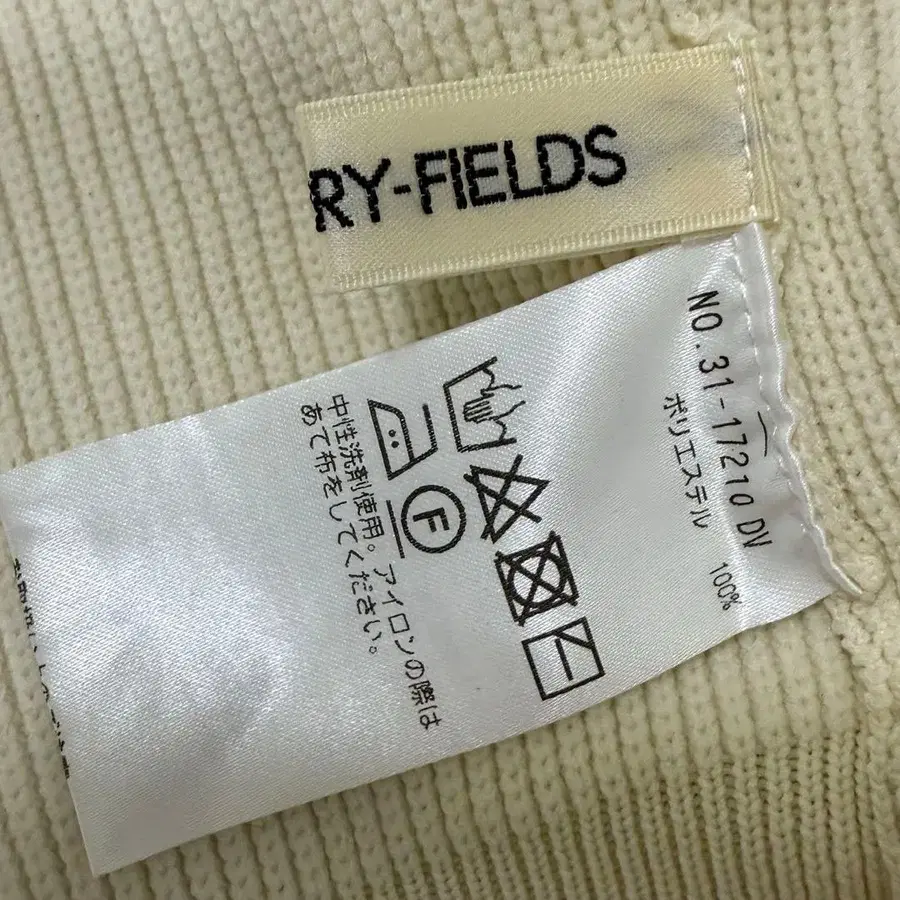 RY-FIELDS
NO.31-17210 DV
ポリエステル 100%
F
中性洗剤使用。アイロンの際は
あて布をしてください。